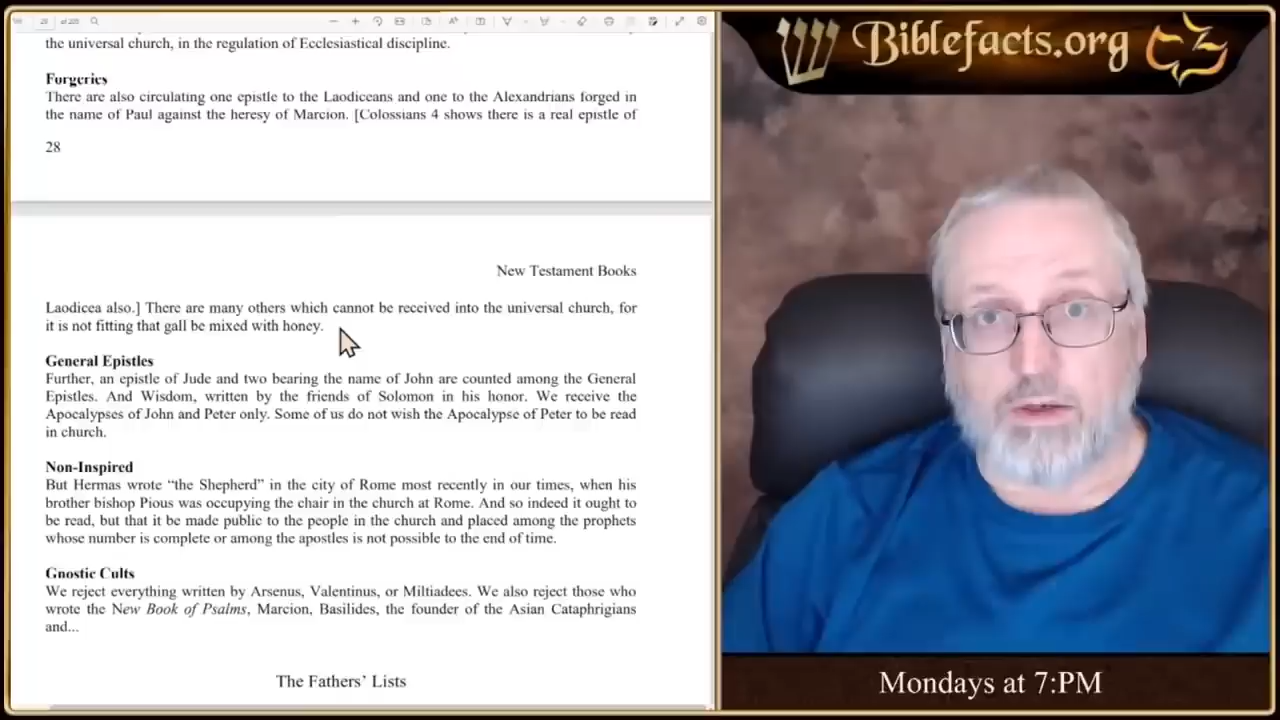 the universal church, in the regulation of Ecclesiastical discipline.
Forgeries
There are also circulating one epistle to the Laodiceans and one to the Alexandrians forged in
the name of Paul against the heresy of Marcion. [Colossians 4 shows there is a real epistle of
28
New Testament Books
Laodicea also.] There are many others which cannot be received into the universal church, for
it is not fitting that gall be mixed with honey.
General Epistles
Further, an epistle of Jude and two bearing the name of John are counted among the General
Epistles. And Wisdom, written by the friends of Solomon in his honor. We receive the
Apocalypses of John and Peter only. Some of us do not wish the Apocalypse of Peter to be read
in church.
Non-Inspired
But Hermas wrote “the Shepherd” in the city of Rome most recently in our times, when his
brother bishop Pious was occupying the chair in the church at Rome. And so indeed it ought to
be read, but that it be made public to the people in the church and placed among the prophets
whose number is complete or among the apostles is not possible to the end of time.
Gnostic Cults
We reject everything written by Arsenus, Valentinus, or Miltiadees. We also reject those who
wrote the New Book of Psalms, Marcion, Basilides, the founder of the Asian Cataphrigians
and...
The Fathers’ Lists
Biblefacts.org
Mondays at 7:PM